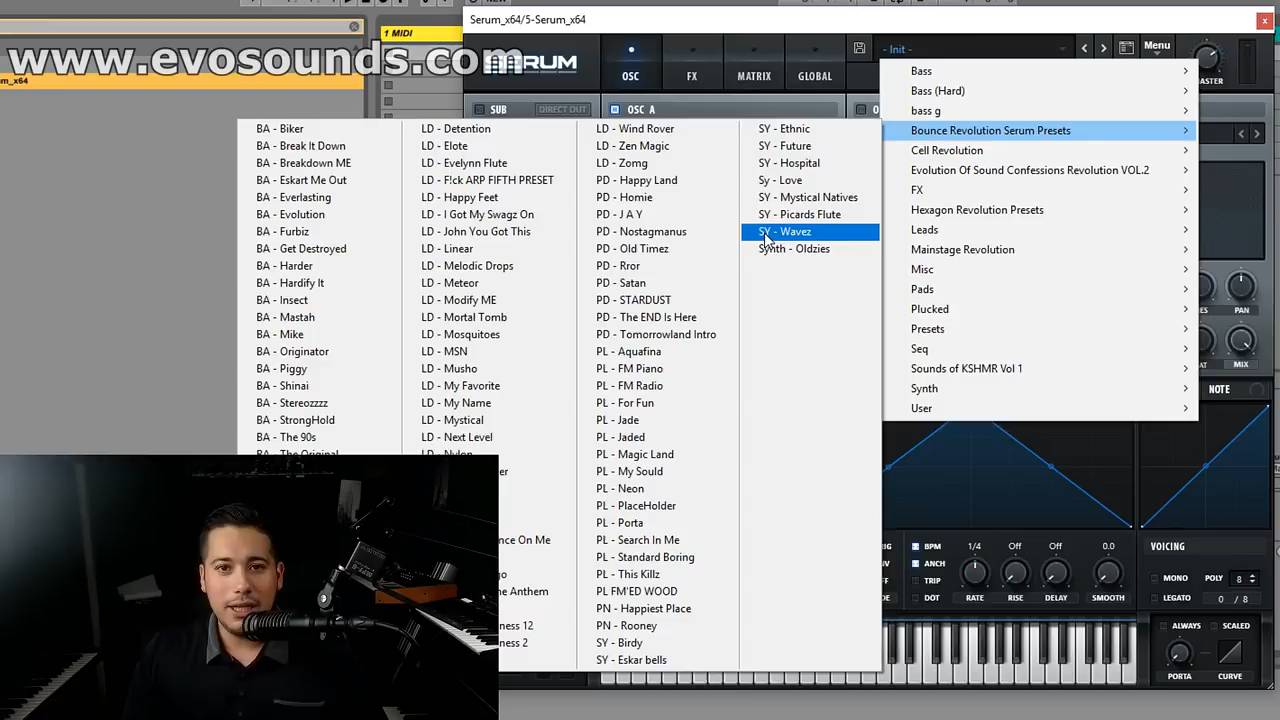 NEW
Serum_x64/5-Serum_x64
1 MIDI
www.evosounds.com
m_x64
SERUM
OSC
FX
MATRIX
GLOBAL
- Init -
Menu
MASTER
SUB
DIRECT OUT
OSC A
O
BA - Biker
BA - Break It Down
BA - Breakdown ME
BA - Eskart Me Out
BA - Everlasting
BA - Evolution
BA - Furbiz
BA - Get Destroyed
BA - Harder
BA - Hardify It
BA - Insect
BA - Mastah
BA - Mike
BA - Originator
BA - Piggy
BA - Shinai
BA - Stereozzzz
BA - StrongHold
BA - The 90s
BA - The Original
LD - Detention
LD - Elote
LD - Evelynn Flute
LD - F!ck ARP FIFTH PRESET
LD - Happy Feet
LD - I Got My Swagz On
LD - John You Got This
LD - Linear
LD - Melodic Drops
LD - Meteor
LD - Modify ME
LD - Mortal Tomb
LD - Mosquitoes
LD - MSN
LD - Musho
LD - My Favorite
LD - My Name
LD - Mystical
LD - Next Level
LD - Nylon
er
nce On Me
go
he Anthem
ness 12
ness 2
LD - Wind Rover
LD - Zen Magic
LD - Zomg
PD - Happy Land
PD - Homie
PD - J A Y
PD - Nostagmanus
PD - Old Timez
PD - Rror
PD - Satan
PD - STARDUST
PD - The END Is Here
PD - Tomorrowland Intro
PL - Aquafina
PL - FM Piano
PL - FM Radio
PL - For Fun
PL - Jade
PL - Jaded
PL - Magic Land
PL - My Sould
PL - Neon
PL - PlaceHolder
PL - Porta
PL - Search In Me
PL - Standard Boring
PL - This Killz
PL FM'ED WOOD
PN - Happiest Place
PN - Rooney
SY - Birdy
SY - Eskar bells
SY - Ethnic
SY - Future
SY - Hospital
Sy - Love
SY - Mystical Natives
SY - Picards Flute
SY - Wavez
Synth - Oldzies
Bass
Bass (Hard)
bass g
Bounce Revolution Serum Presets
Cell Revolution
Evolution Of Sound Confessions Revolution VOL.2
FX
Hexagon Revolution Presets
Leads
Mainstage Revolution
Misc
Pads
Plucked
Presets
Seq
Sounds of KSHMR Vol 1
Synth
User
PAN
MIX
NOTE
BPM
ANCH
TRIP
DOT
1/4
Off
Off
0.0
RATE
RISE
DELAY
SMOOTH
VOICING
MONO
POLY
8
LEGATO
0 / 8
ALWAYS
SCALED
PORTA
CURVE